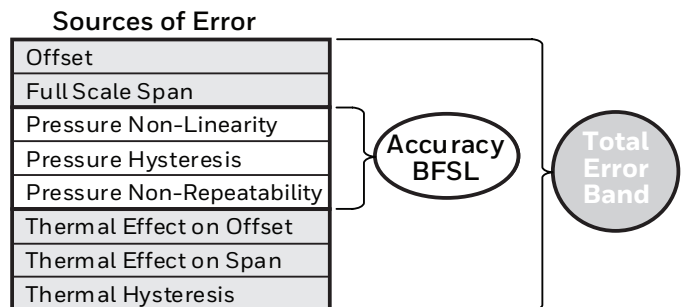 Sources of Error
Offset
Full Scale Span
Pressure Non-Linearity
Pressure Hysteresis
Pressure Non-Repeatability
Thermal Effect on Offset
Thermal Effect on Span
Thermal Hysteresis
Accuracy
BFSL
Total
Error
Band